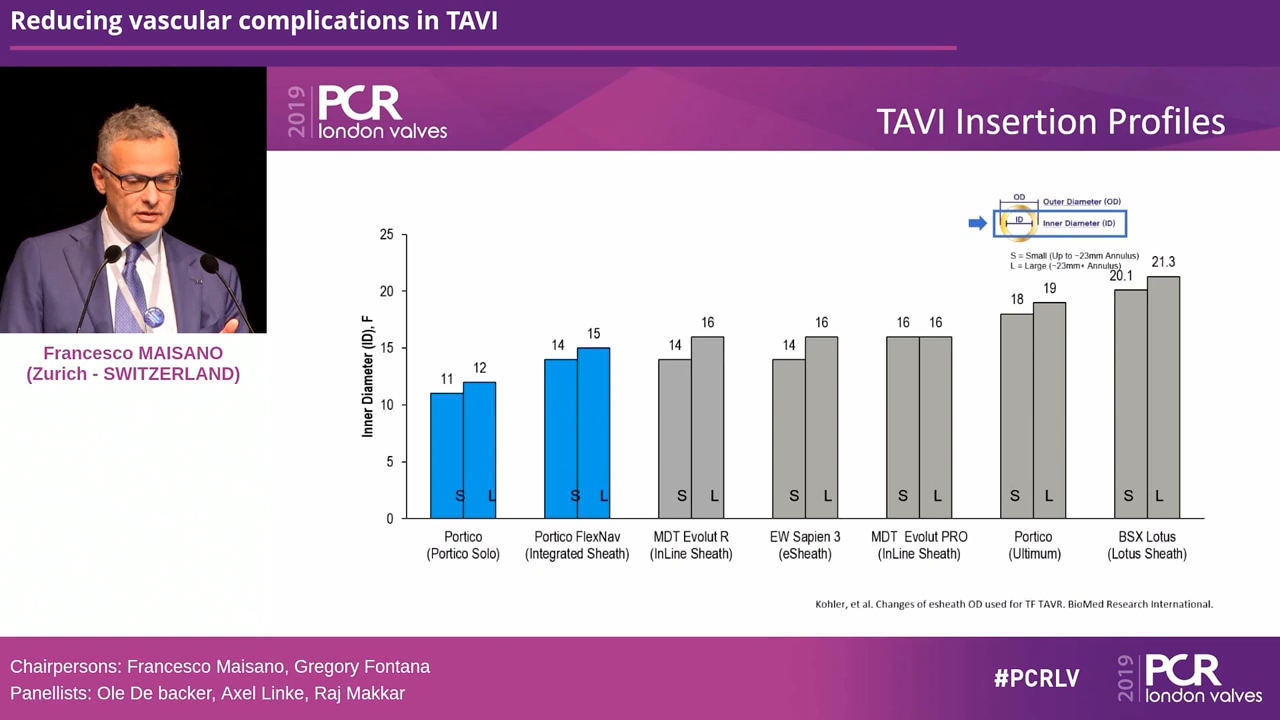 Reducing vascular complications in TAVI
2019 PCR
london valves
TAVI Insertion Profiles
Francesco MAISANO
(Zurich - SWITZERLAND)
OD
Outer Diameter (OD)
ID
Inner Diameter (ID)
S = Small (Up to ~23mm Annulus)
L = Large (~23mm+ Annulus)
Inner Diameter (ID), F
25
20
15
10
5
0
11
12
14
15
14
16
14
16
16
16
18
19
20.1
21.3
S L S L S L S L S L S L S L
Portico
(Portico Solo)
Portico FlexNav
(Integrated Sheath)
MDT Evolut R
(InLine Sheath)
EW Sapien 3
(eSheath)
MDT Evolut PRO
(InLine Sheath)
Portico
(Ultimum)
BSX Lotus
(Lotus Sheath)
Kohler, et al. Changes of esheath OD used for TF TAVR. BioMed Research International.
Chairpersons: Francesco Maisano, Gregory Fontana
Panellists: Ole De backer, Axel Linke, Raj Makkar
#PCRLV
2019 PCR
london valves